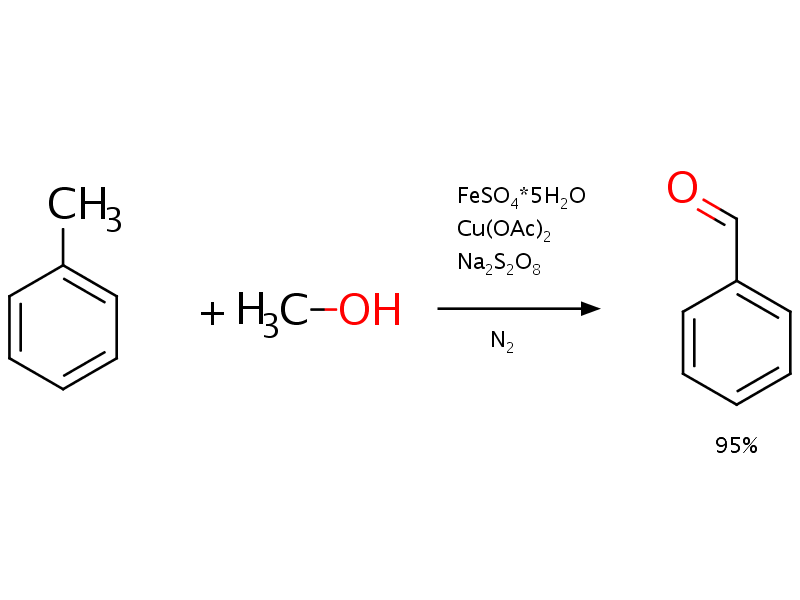 CH₃
+ H₃C-OH
FeSO₄*5H₂O
Cu(OAc)₂
Na₂S₂O₈
N₂
O
95%